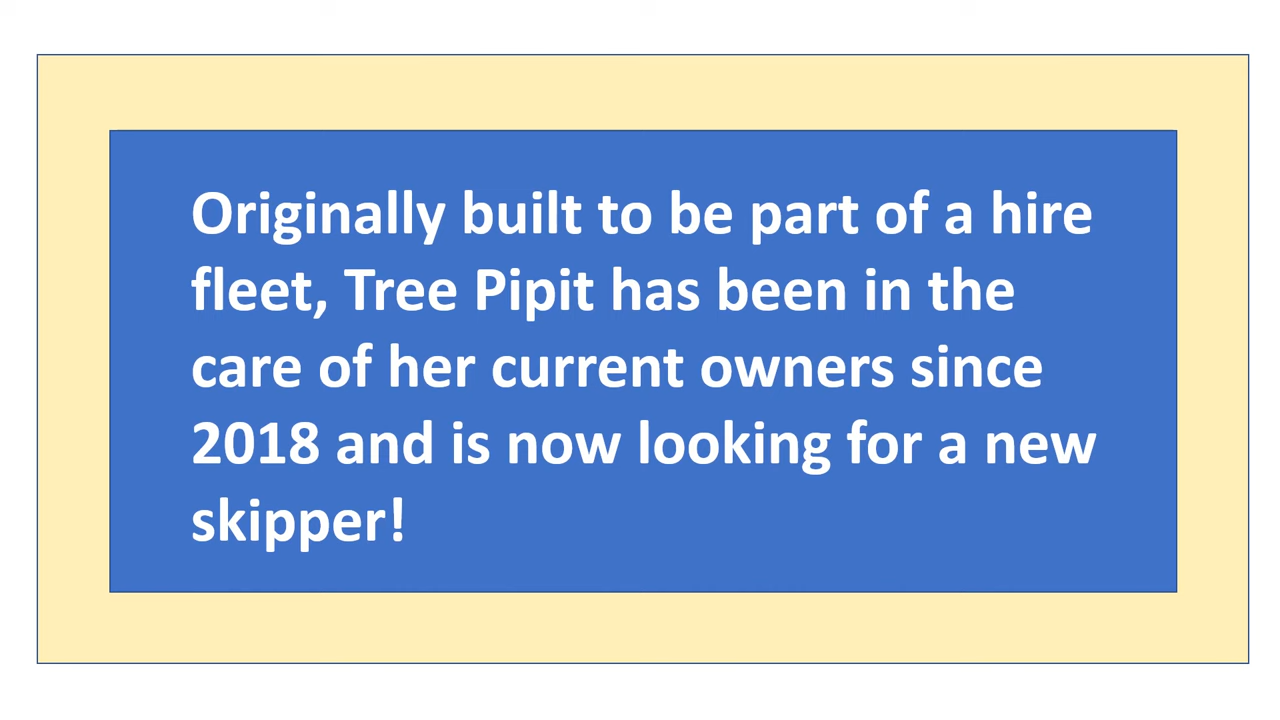 Originally built to be part of a hire
fleet, Tree Pipit has been in the
care of her current owners since
2018 and is now looking for a new
skipper!